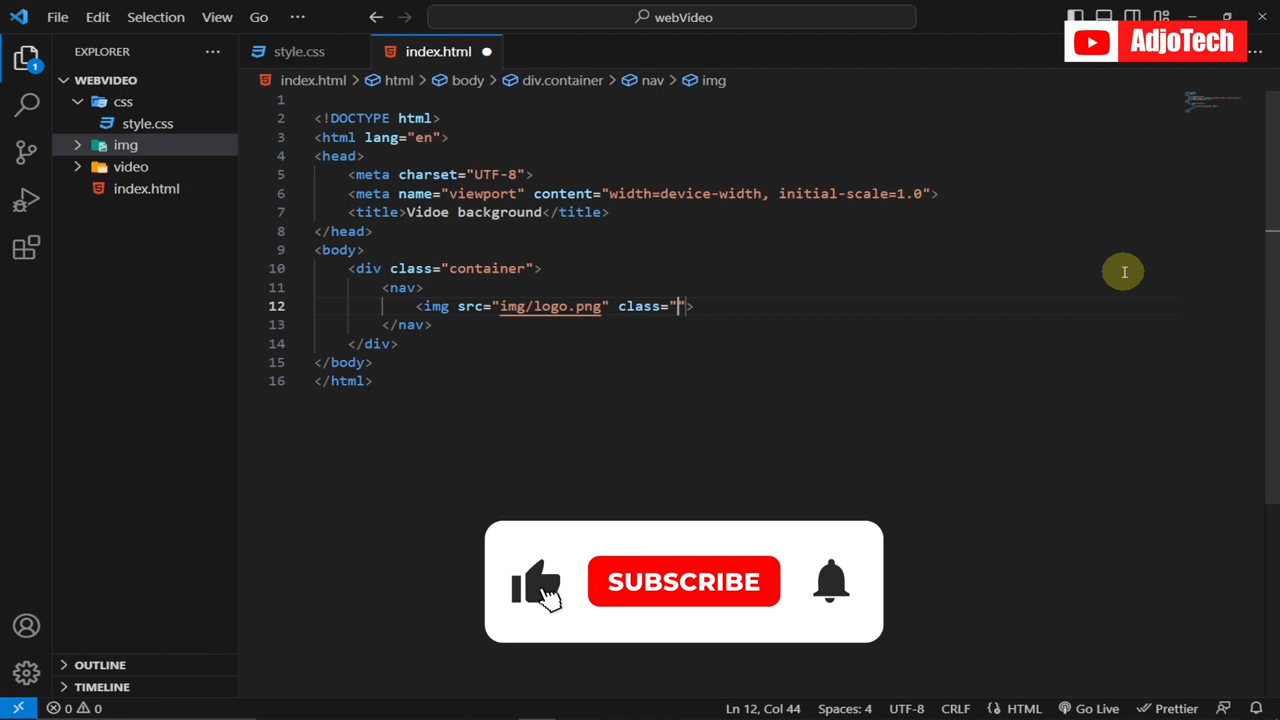 File Edit Selection View Go ··· webVideo
AdjoTech
EXPLORER ···
style.css index.html
WEBVIDEO
index.html > html > body > div.container > nav > img
css
style.css
img
video
index.html
1
2 <!DOCTYPE html>
3 <html lang="en">
4 <head>
5 <meta charset="UTF-8">
6 <meta name="viewport" content="width=device-width, initial-scale=1.0">
7 <title>Vidoe background</title>
8 </head>
9 <body>
10 <div class="container">
11 <nav>
12 <img src="img/logo.png" class="">
13 </nav>
14 </div>
15 </body>
16 </html>
SUBSCRIBE
OUTLINE
TIMELINE
0 0 Ln 12, Col 44 Spaces: 4 UTF-8 CRLF HTML Go Live Prettier